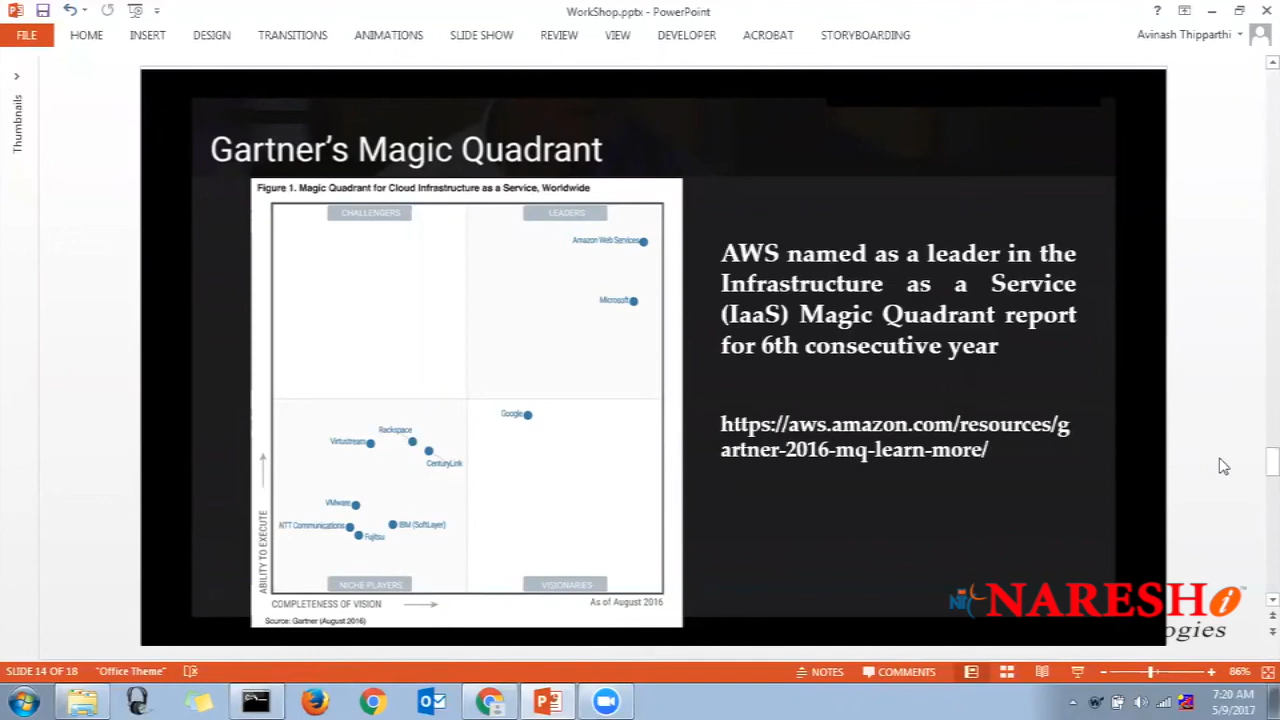 WorkShop.pptx - PowerPoint
?
FILE HOME INSERT DESIGN TRANSITIONS ANIMATIONS SLIDE SHOW REVIEW VIEW DEVELOPER ACROBAT STORYBOARDING Avinash Thipparthi
Thumbnails
Gartner's Magic Quadrant
Figure 1. Magic Quadrant for Cloud Infrastructure as a Service, Worldwide
CHALLENGERS LEADERS
Amazon Web Services
Microsoft
Google
Rackspace
Virtustream
CenturyLink
VMware
NTT Communications
IBM (SoftLayer)
Fujitsu
ABILITY TO EXECUTE
NICHE PLAYERS VISIONARIES
COMPLETENESS OF VISION
As of August 2016
Source: Gartner (August 2016)
AWS named as a leader in the
Infrastructure as a Service
(IaaS) Magic Quadrant report
for 6th consecutive year
https://aws.amazon.com/resources/g
artner-2016-mq-learn-more/
NARESH i
ogies
SLIDE 14 OF 18 "Office Theme" NOTES COMMENTS 86%
7:20 AM
5/9/2017